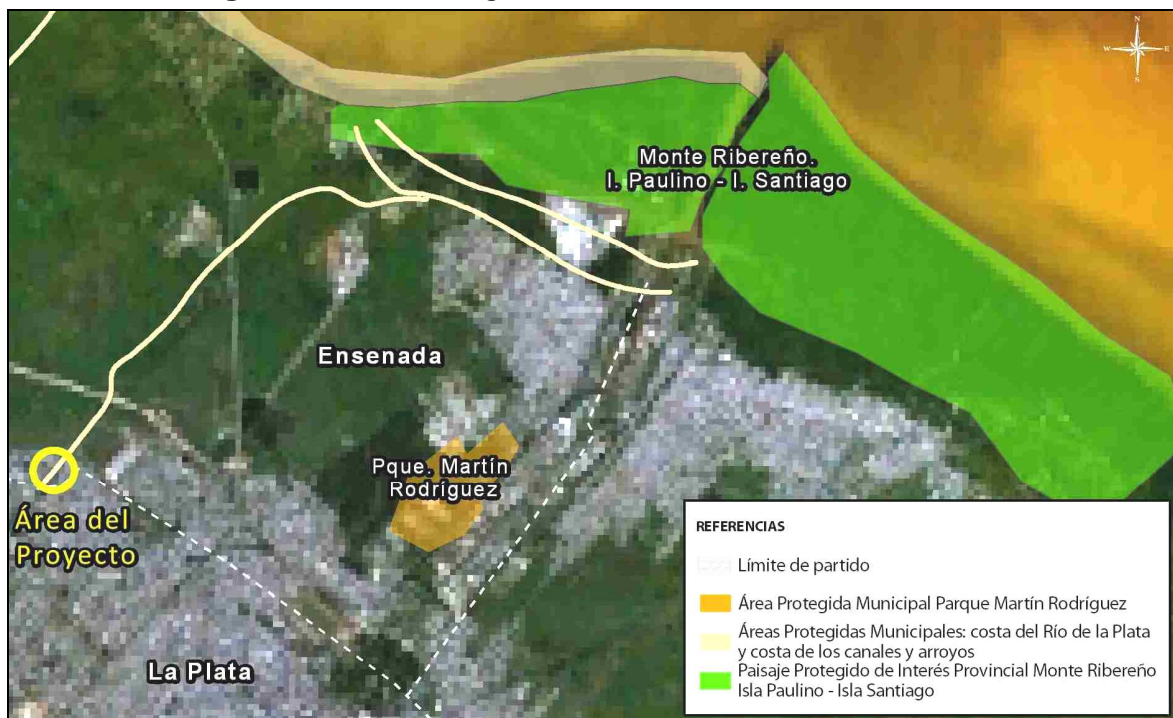 N
W E
S
Monte Ribereño.
I. Paulino - I. Santiago
Ensenada
Pque. Martín
Rodríguez
Área del
Proyecto
La Plata
REFERENCIAS
Límite de partido
Área Protegida Municipal Parque Martín Rodríguez
Áreas Protegidas Municipales: costa del Río de la Plata
y costa de los canales y arroyos
Paisaje Protegido de Interés Provincial Monte Ribereño
Isla Paulino - Isla Santiago